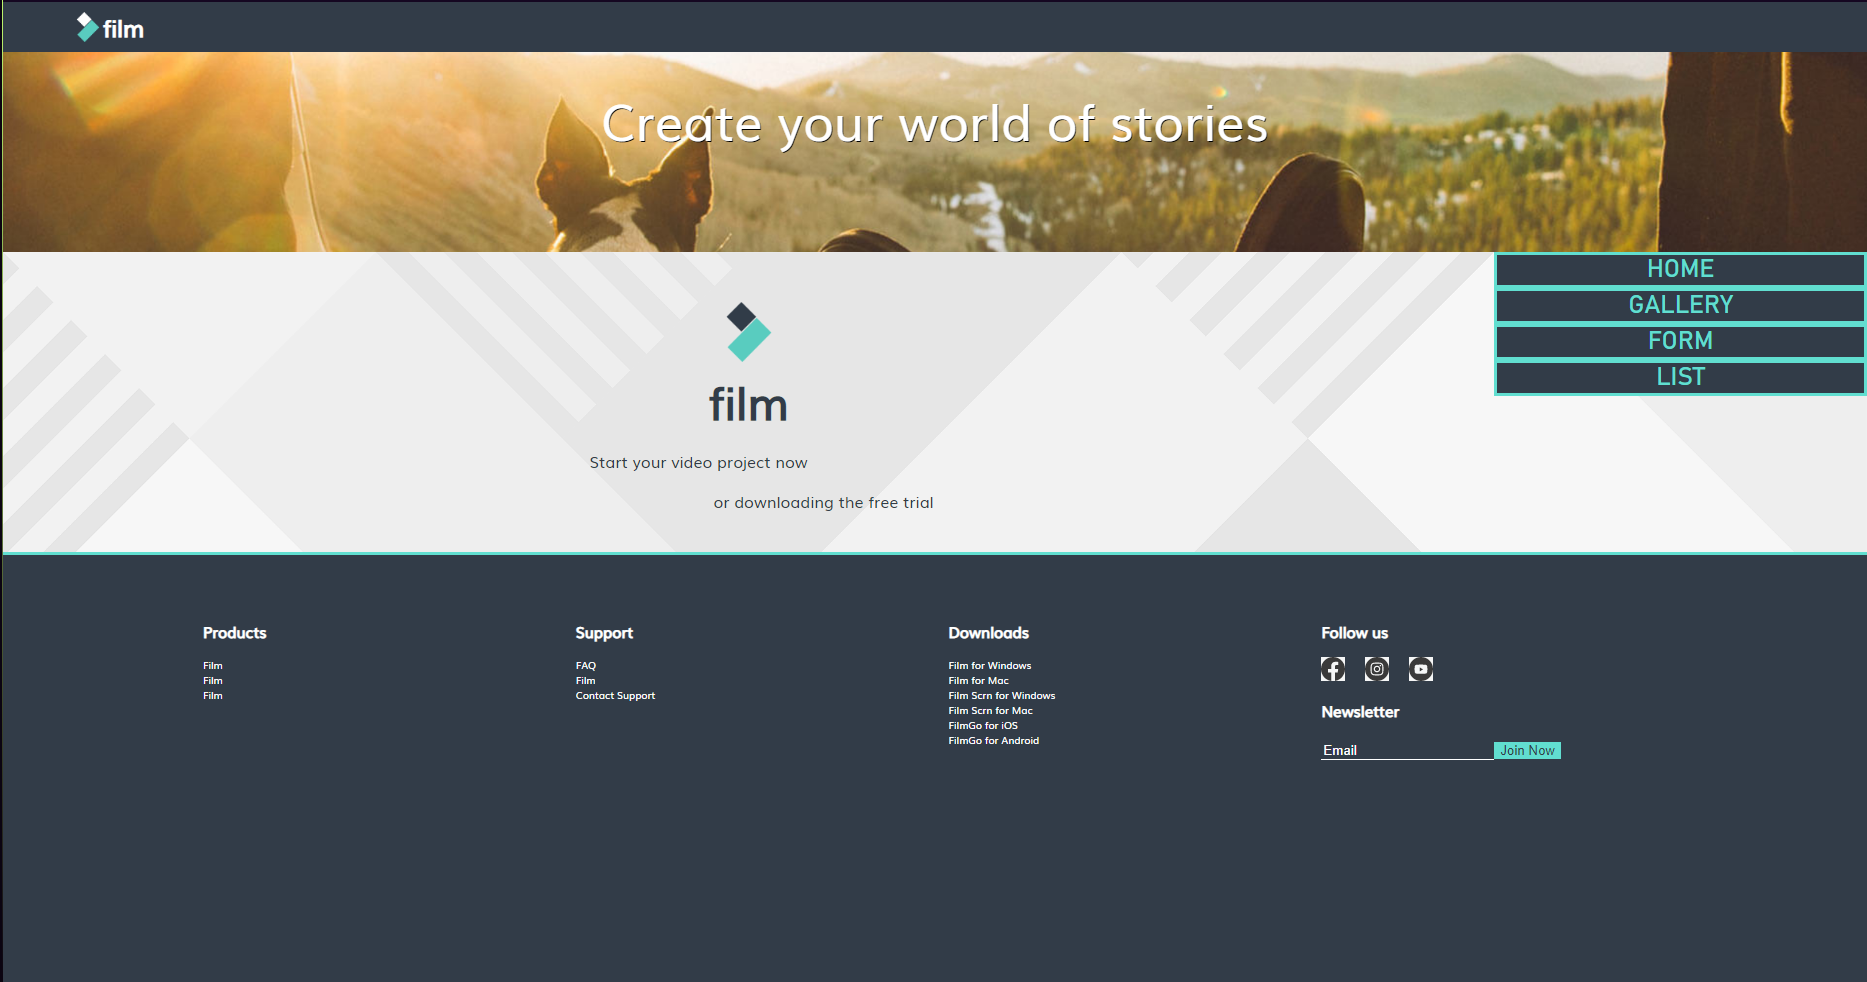 film
Create your world of stories
HOME
GALLERY
FORM
LIST
film
Start your video project now
or downloading the free trial
Products
Film
Film
Film
Support
FAQ
Film
Contact Support
Downloads
Film for Windows
Film for Mac
Film Scrn for Windows
Film Scrn for Mac
FilmGo for iOS
FilmGo for Android
Follow us
Newsletter
Email Join Now